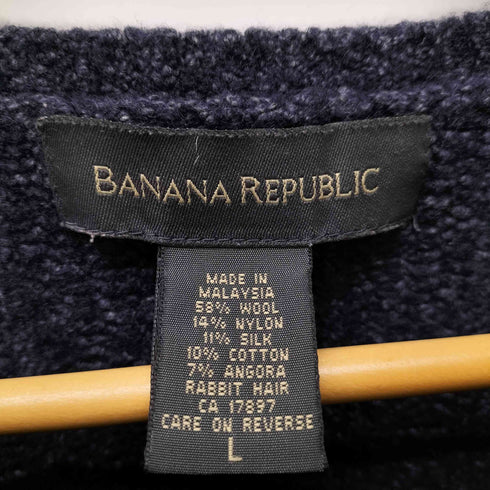 BANANA REPUBLIC
MADE IN
MALAYSIA
58% WOOL
14% NYLON
11% SILK
10% COTTON
7% ANGORA
RABBIT HAIR
CA 17897
CARE ON REVERSE
L